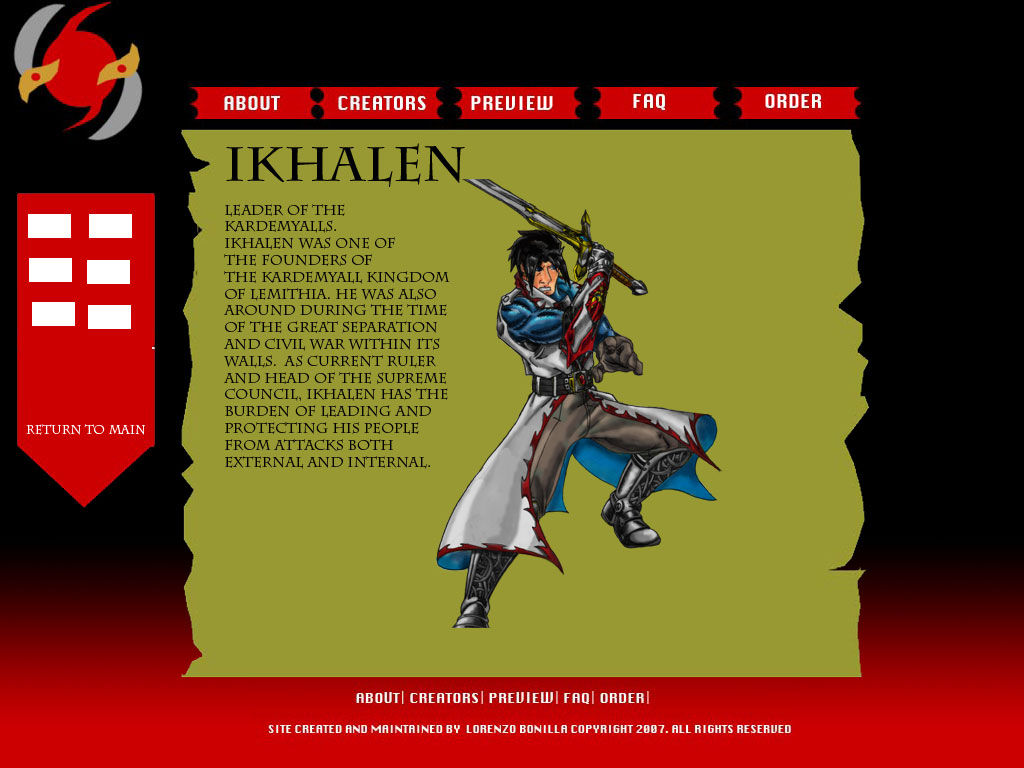 ABOUT CREATORS PREVIEW FAQ ORDER
IKHALEN
LEADER OF THE
KARDEMYALLS.
IKHALEN WAS ONE OF
THE FOUNDERS OF
THE KARDEMYALL KINGDOM
OF LEMITHIA. HE WAS ALSO
AROUND DURING THE TIME
OF THE GREAT SEPARATION
AND CIVIL WAR WITHIN ITS
WALLS. AS CURRENT RULER
AND HEAD OF THE SUPREME
COUNCIL, IKHALEN HAS THE
BURDEN OF LEADING AND
PROTECTING HIS PEOPLE
FROM ATTACKS BOTH
EXTERNAL AND INTERNAL.
RETURN TO MAIN
ABOUT| CREATORS| PREVIEW| FAQ| ORDER|
SITE CREATED AND MAINTAINED BY LORENZO BONILLA COPYRIGHT 2007. ALL RIGHTS RESERVED